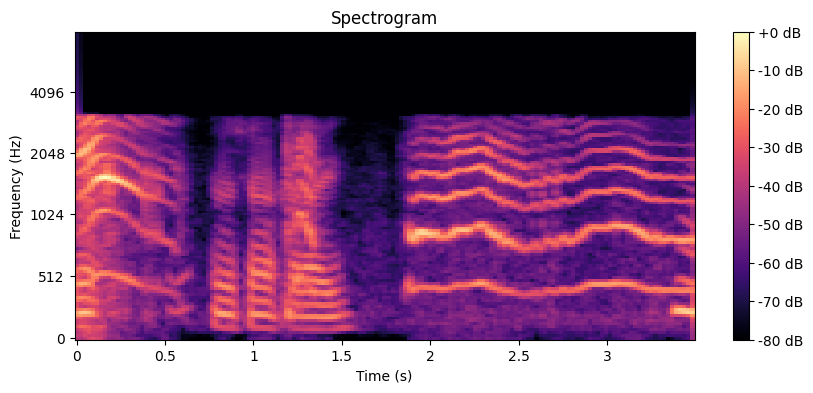 Spectrogram
+0 dB
4096
-10 dB
-20 dB
2048
-30 dB
Frequency (Hz)
1024
-40 dB
-50 dB
512
-60 dB
-70 dB
0
-80 dB
0 0.5 1 1.5 2 2.5 3
Time (s)